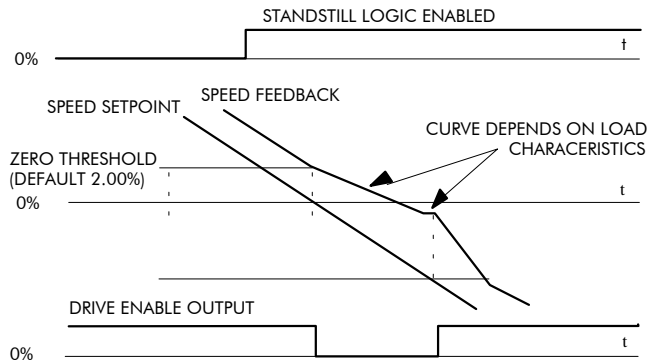 STANDSTILL LOGIC ENABLED
t
0%
SPEED SETPOINT
SPEED FEEDBACK
CURVE DEPENDS ON LOAD
CHARACERISTICS
ZERO THRESHOLD
(DEFAULT 2.00%)
t
0%
DRIVE ENABLE OUTPUT
t
0%